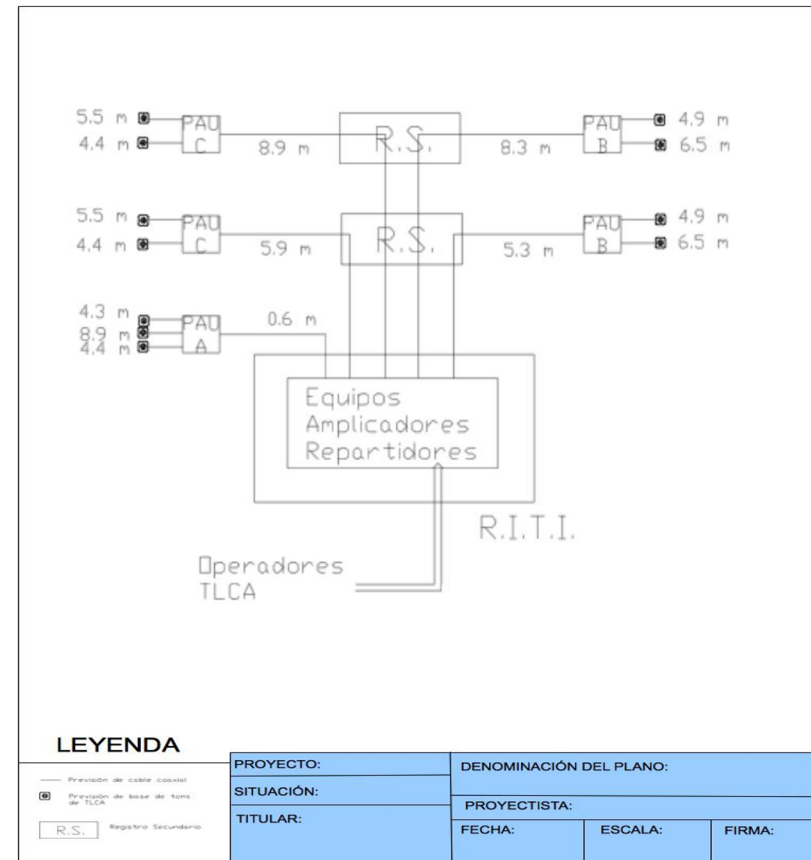 5.5 m
PAU
C
4.4 m
8.9 m
R.S.
8.3 m
PAU
B
4.9 m
6.5 m
5.5 m
PAU
C
4.4 m
5.9 m
R.S.
5.3 m
PAU
B
4.9 m
6.5 m
4.3 m
8.9 m
4.4 m
PAU
A
0.6 m
Equipos
Amplicadores
Repartidores
R.I.T.I.
Operadores
TLCA
LEYENDA
Previsión de cable coaxial
Previsión de base de toma
de TLCA
R.S.
Registro Secundario
PROYECTO:
SITUACIÓN:
TITULAR:
DENOMINACIÓN DEL PLANO:
PROYECTISTA:
FECHA:
ESCALA:
FIRMA: